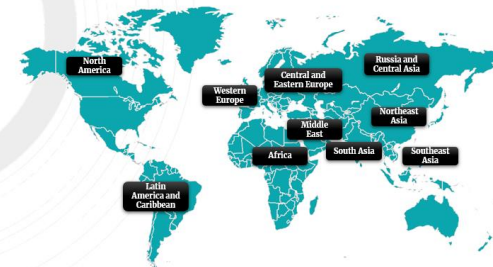 North
America
Western
Europe
Central and
Eastern Europe
Russia and
Central Asia
Northeast
Asia
Middle
East
Africa
South Asia
Southeast
Asia
Latin
America and
Caribbean